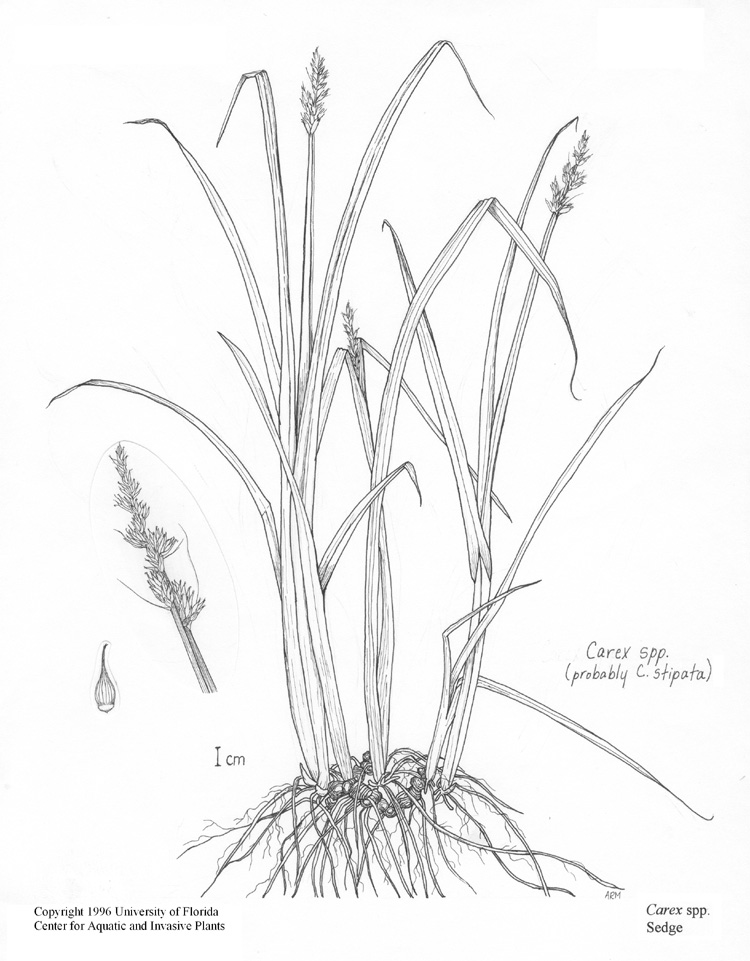 Carex spp.
(probably C. stipata)
I cm
ARM
Copyright 1996 University of Florida
Center for Aquatic and Invasive Plants
Carex spp.
Sedge